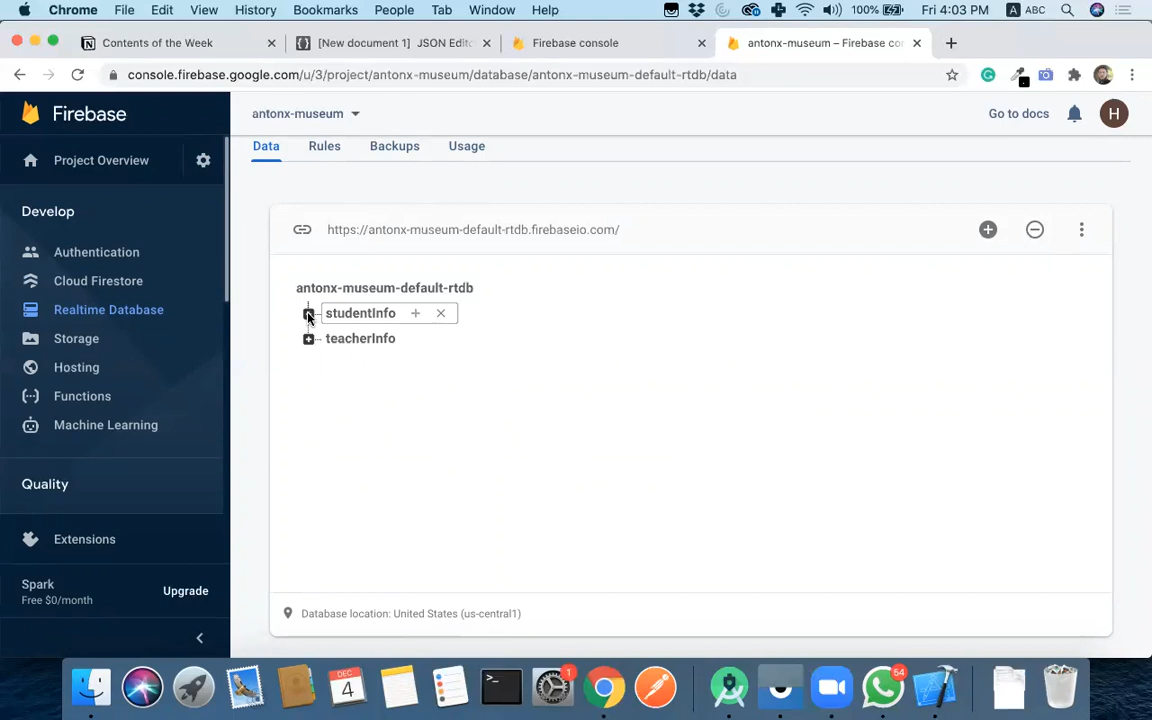 Chrome File Edit View History Bookmarks People Tab Window Help 100% Fri 4:03 PM A ABC
Contents of the Week
[New document 1] JSON Edit
Firebase console
antonx-museum – Firebase co
console.firebase.google.com/u/3/project/antonx-museum/database/antonx-museum-default-rtdb/data
Firebase
antonx-museum
Go to docs
H
Project Overview
Data Rules Backups Usage
Develop
Authentication
Cloud Firestore
Realtime Database
Storage
Hosting
Functions
Machine Learning
Quality
Extensions
Spark
Free $0/month
Upgrade
https://antonx-museum-default-rtdb.firebaseio.com/
antonx-museum-default-rtdb
studentInfo
teacherInfo
Database location: United States (us-central1)
DEC
4
1
64